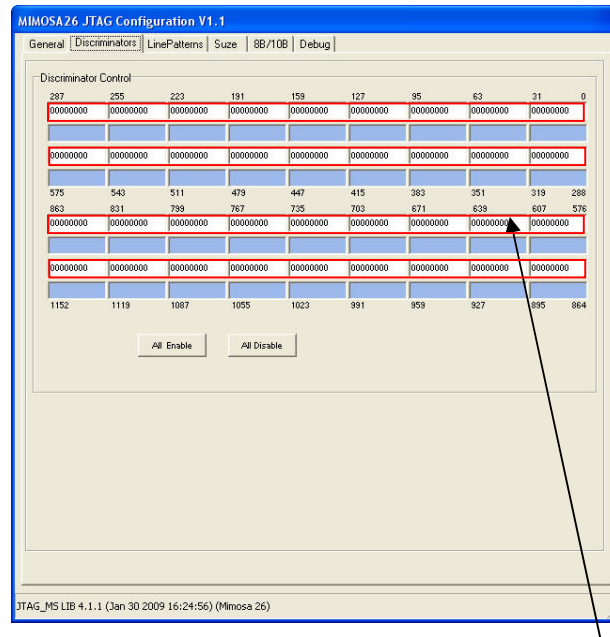 MIMOSA26 JTAG Configuration V1.1
General Discriminators LinePatterns Suze 8B/10B Debug
Discriminator Control
287 255 223 191 159 127 95 63 31 0
00000000 00000000 00000000 00000000 00000000 00000000 00000000 00000000 00000000
00000000 00000000 00000000 00000000 00000000 00000000 00000000 00000000 00000000
575 543 511 479 447 415 383 351 319 288
863 831 799 767 735 703 671 639 607 576
00000000 00000000 00000000 00000000 00000000 00000000 00000000 00000000 00000000
00000000 00000000 00000000 00000000 00000000 00000000 00000000 00000000 00000000
1152 1119 1087 1055 1023 991 959 927 895 864
All Enable All Disable
JTAG_MS LIB 4.1.1 (Jan 30 2009 16:24:56) (Mimosa 26)